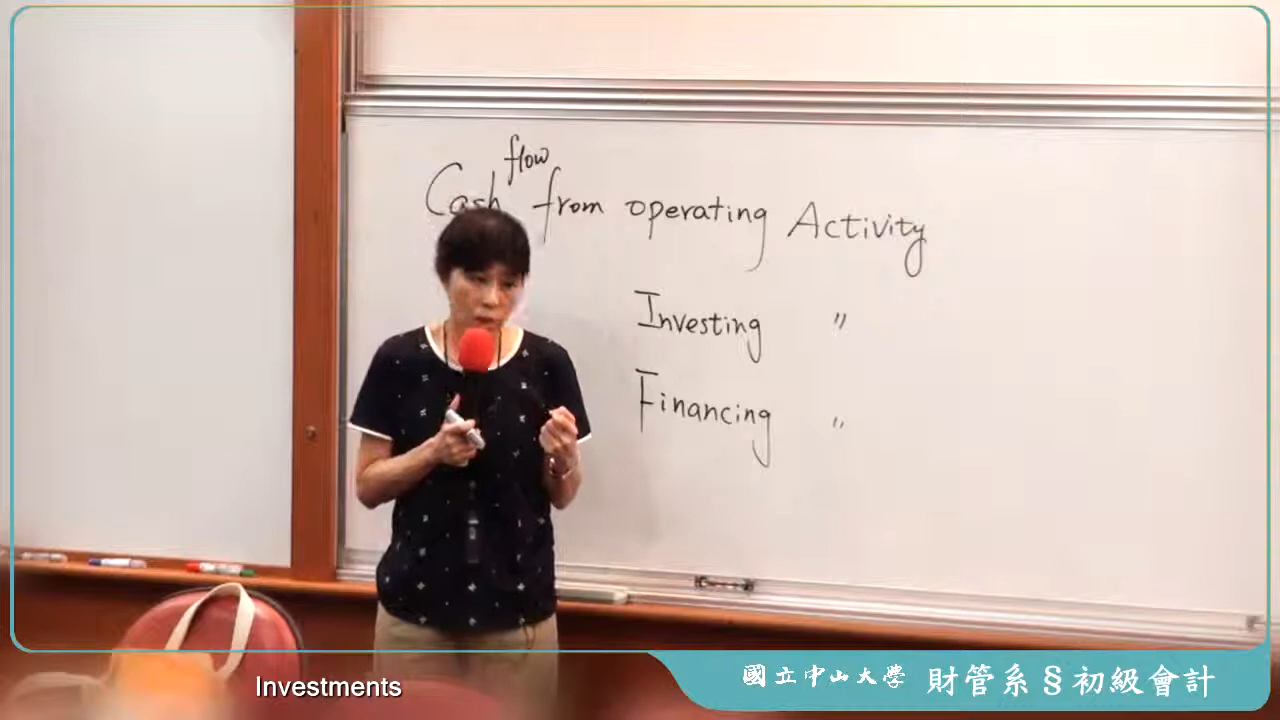 Cash flow from operating Activity
Investing "
Financing "
Investments
國立中山大學 財管系§初級會計